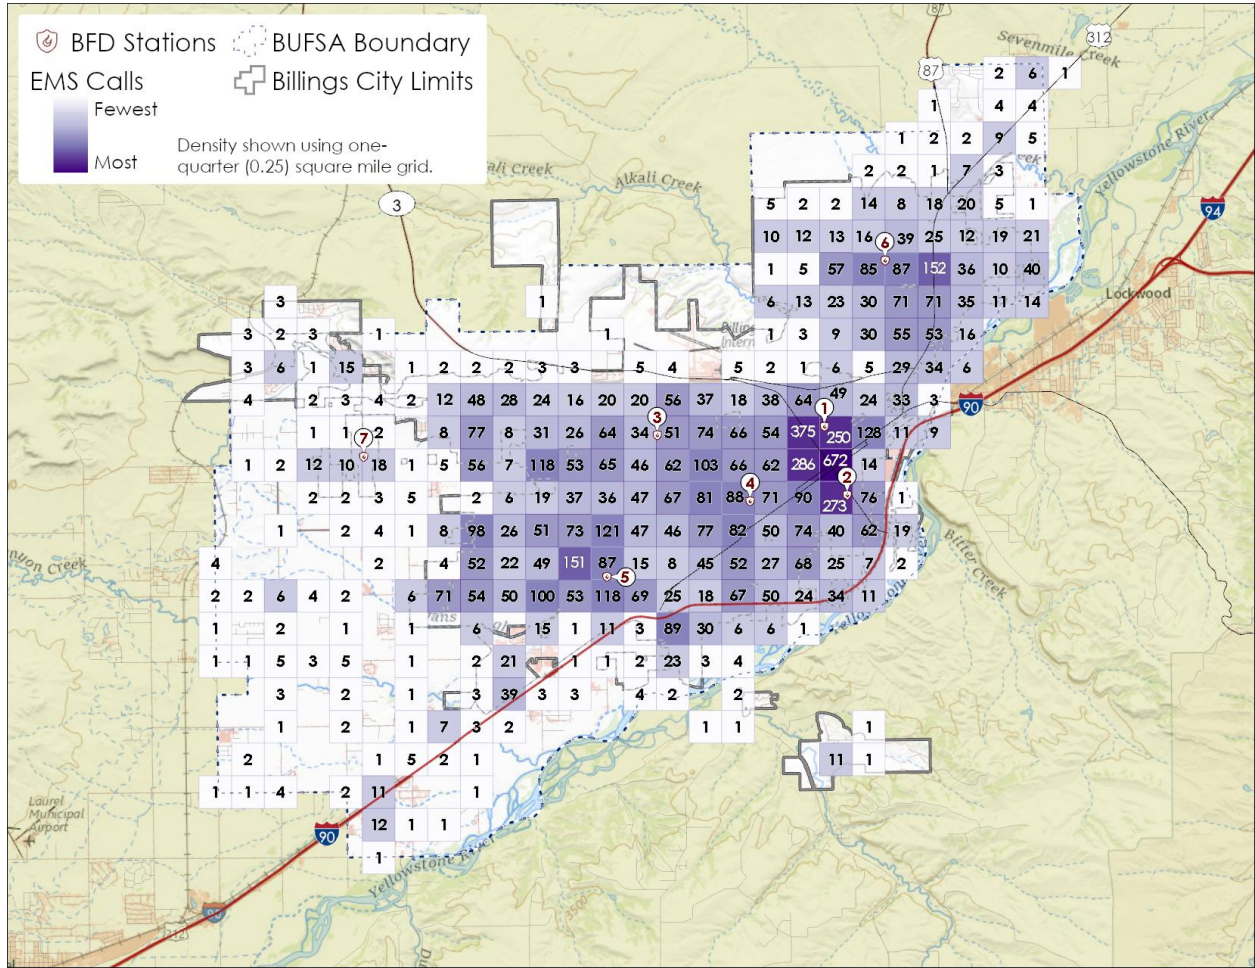 BFD Stations
BUFSA Boundary
EMS Calls
Billings City Limits
Fewest
Most
Density shown using one-
quarter (0.25) square mile grid.
87
312
Sevenmile Creek
87
2 6 1
1 4 4
1 2 2 9 5
Yellowstone River
ali Creek
Alkali Creek
2 2 1 7 3
eek
3
5 2 2 14 8 18 20 5 1
94
10 12 13 16 39 25 12 19 21
6
1 5 57 85 87 152 36 10 40
Lockwood
3 1 6 13 23 30 71 71 35 11 14
3 2 3 1 1 1 3 9 30 55 53 16
Billin
Intern
3 6 1 15 1 2 2 2 3 3 5 4 5 2 1 6 5 29 34 6
4 2 3 4 2 12 48 28 24 16 20 20 56 37 18 38 64 49 24 33 3
90
7 3 1
1 1 2 8 77 8 31 26 64 34 51 74 66 54 375 250 128 11 9
1 2 12 10 18 1 5 56 7 118 53 65 46 62 103 66 62 286 672 14
4 2
2 2 3 5 2 6 19 37 36 47 67 81 88 71 90 273 76 1
1 2 4 1 8 98 26 51 73 121 47 46 77 82 50 74 40 62 19
Bitter Creek
nyon Creek
4 2 4 52 22 49 151 87 15 8 45 52 27 68 25 7 2
5
2 2 6 4 2 6 71 54 50 100 53 118 69 25 18 67 50 24 34 11
1 2 1 1 6 15 1 11 3 89 30 6 6 1
1 1 5 3 5 1 2 21 1 1 2 23 3 4
3 2 1 3 39 3 3 4 2 2
1 2 1 7 3 2 1 1 1
2 1 5 2 1 11 1
1 1 4 2 11 1
Laurel
Municipal
Airport
90
12 1 1
1
Yellowstone River
3500
90
212